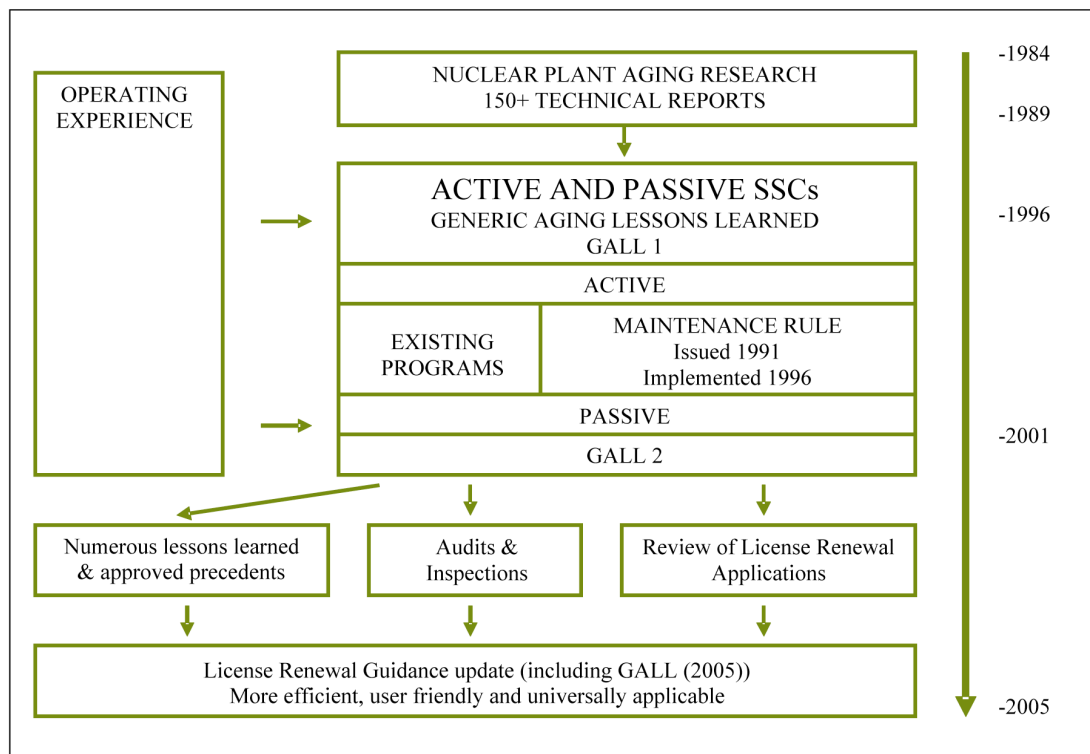 OPERATING
EXPERIENCE
NUCLEAR PLANT AGING RESEARCH
150+ TECHNICAL REPORTS
ACTIVE AND PASSIVE SSCs
GENERIC AGING LESSONS LEARNED
GALL 1
ACTIVE
EXISTING
PROGRAMS
MAINTENANCE RULE
Issued 1991
Implemented 1996
PASSIVE
GALL 2
Numerous lessons learned
& approved precedents
Audits &
Inspections
Review of License Renewal
Applications
License Renewal Guidance update (including GALL (2005))
More efficient, user friendly and universally applicable
-1984
-1989
-1996
-2001
-2005